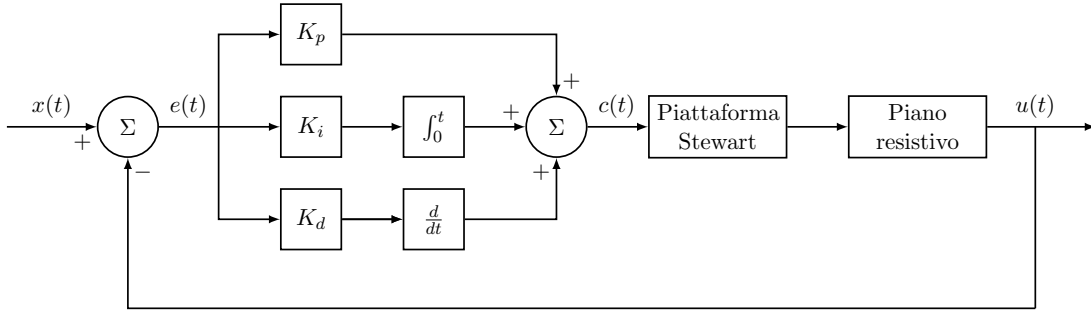 K_p
x(t)
+
Σ
−
e(t)
K_i
∫_0^t
+
+
+
Σ
c(t)
Piattaforma
Stewart
Piano
resistivo
u(t)
K_d
d/dt